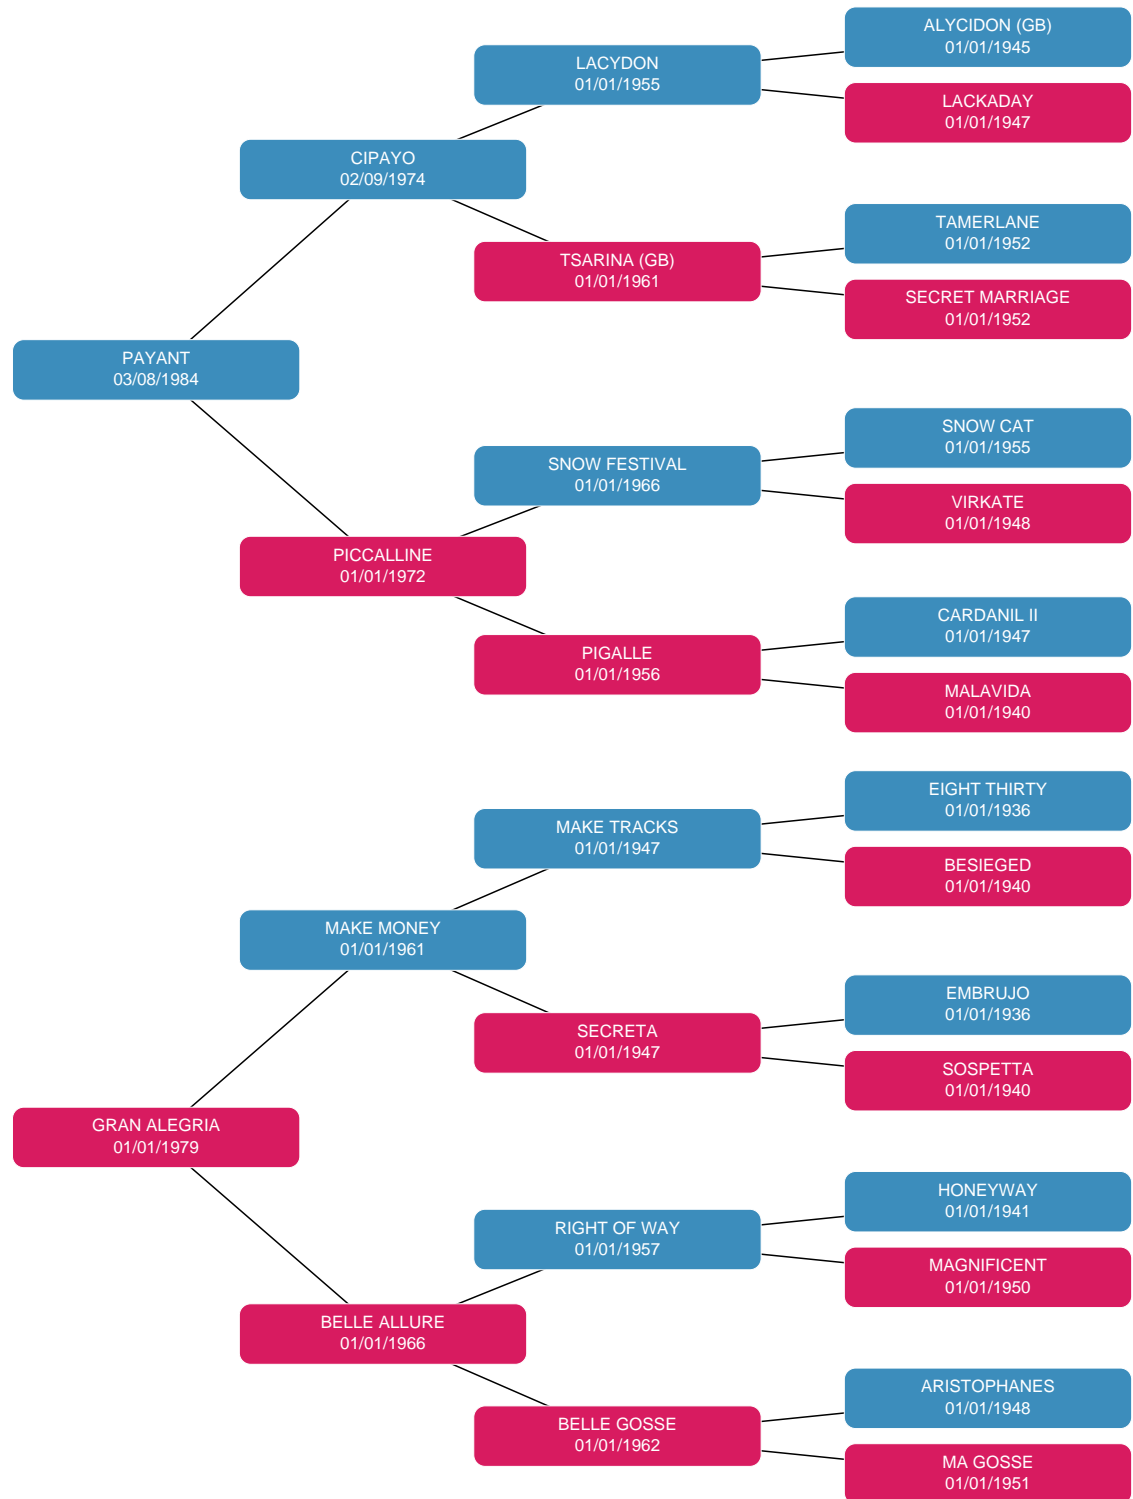 ALYCIDON (GB)
01/01/1945
LACYDON
01/01/1955
LACKADAY
01/01/1947
CIPAYO
02/09/1974
TAMERLANE
01/01/1952
TSARINA (GB)
01/01/1961
SECRET MARRIAGE
01/01/1952
PAYANT
03/08/1984
SNOW CAT
01/01/1955
SNOW FESTIVAL
01/01/1966
VIRKATE
01/01/1948
PICCALLINE
01/01/1972
CARDANIL II
01/01/1947
PIGALLE
01/01/1956
MALAVIDA
01/01/1940
EIGHT THIRTY
01/01/1936
MAKE TRACKS
01/01/1947
BESIEGED
01/01/1940
MAKE MONEY
01/01/1961
EMBRUJO
01/01/1936
SECRETA
01/01/1947
SOSPETTA
01/01/1940
GRAN ALEGRIA
01/01/1979
HONEYWAY
01/01/1941
RIGHT OF WAY
01/01/1957
MAGNIFICENT
01/01/1950
BELLE ALLURE
01/01/1966
ARISTOPHANES
01/01/1948
BELLE GOSSE
01/01/1962
MA GOSSE
01/01/1951